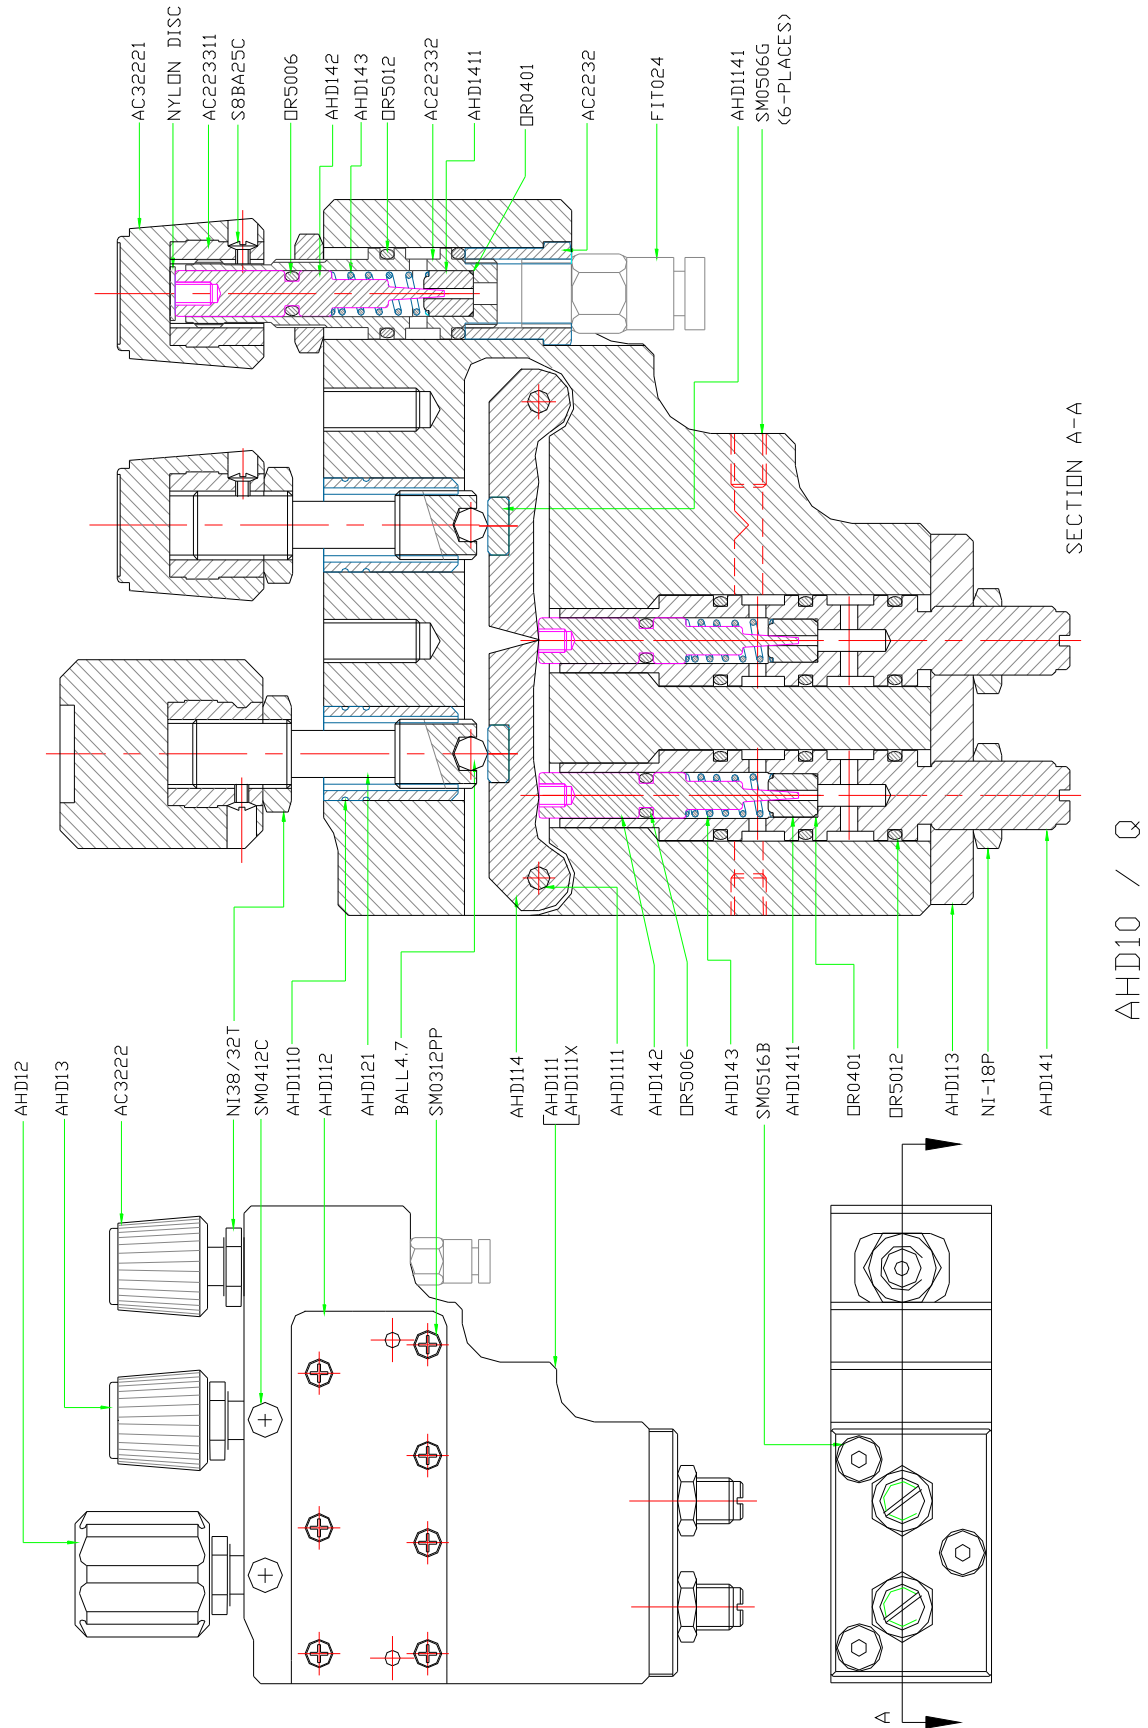 AC32221
NYLON DISC
AC223311
S8BA25C
OR5006
AHD142
AHD143
OR5012
AC22332
AHD1411
OR0401
AC2232
FIT024
AHD1141
SM0506G
(6-PLACES)
SECTION A-A
AHD12
AHD13
AC3222
NI38/32T
SM0412C
AHD1110
AHD112
AHD121
BALL4.7
SM0312PP
AHD114
AHD111
AHD111X
AHD1111
AHD142
OR5006
AHD143
SM0516B
AHD1411
OR0401
OR5012
AHD113
NI-18P
AHD141
A
AHD10 / Q